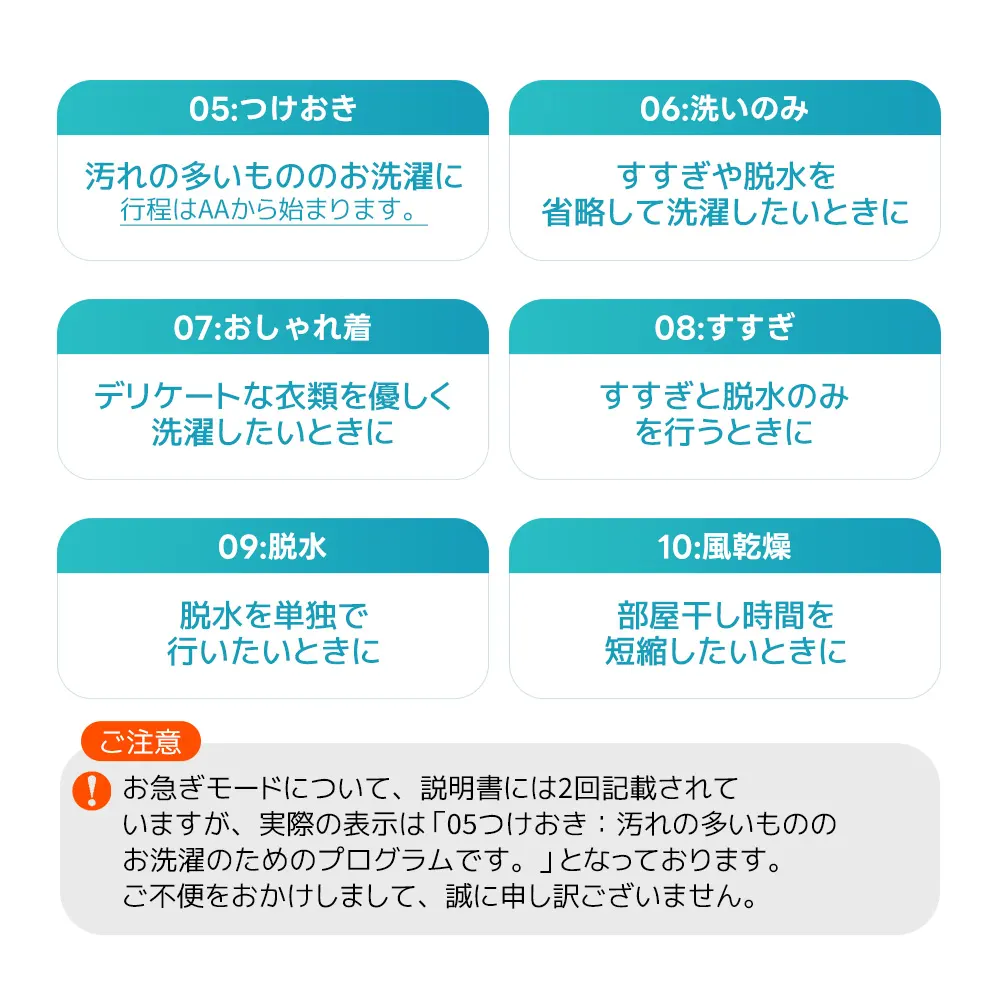 05:つけおき
汚れの多いもののお洗濯に
行程はAAから始まります。
06:洗いのみ
すすぎや脱水を
省略して洗濯したいときに
07:おしゃれ着
デリケートな衣類を優しく
洗濯したいときに
08:すすぎ
すすぎと脱水のみ
を行うときに
09:脱水
脱水を単独で
行いたいときに
10:風乾燥
部屋干し時間を
短縮したいときに
ご注意
お急ぎモードについて、説明書には2回記載されて
いますが、実際の表示は「05つけおき：汚れの多いものの
お洗濯のためのプログラムです。」となっております。
ご不便をおかけしまして、誠に申し訳ございません。